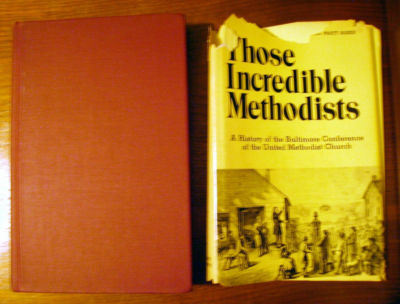 Those
Incredible
Methodists
A History of the Baltimore Conference
of the United Methodist Church